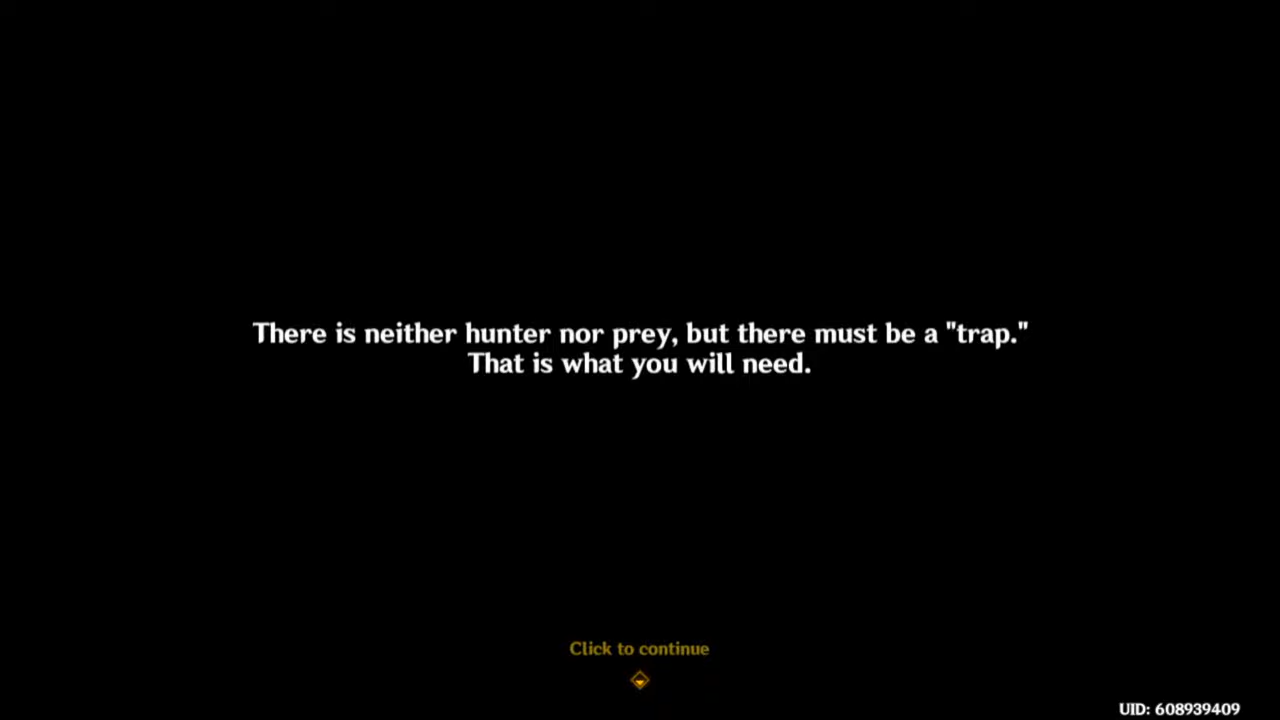 There is neither hunter nor prey, but there must be a "trap."
That is what you will need.
Click to continue
UID: 608939409